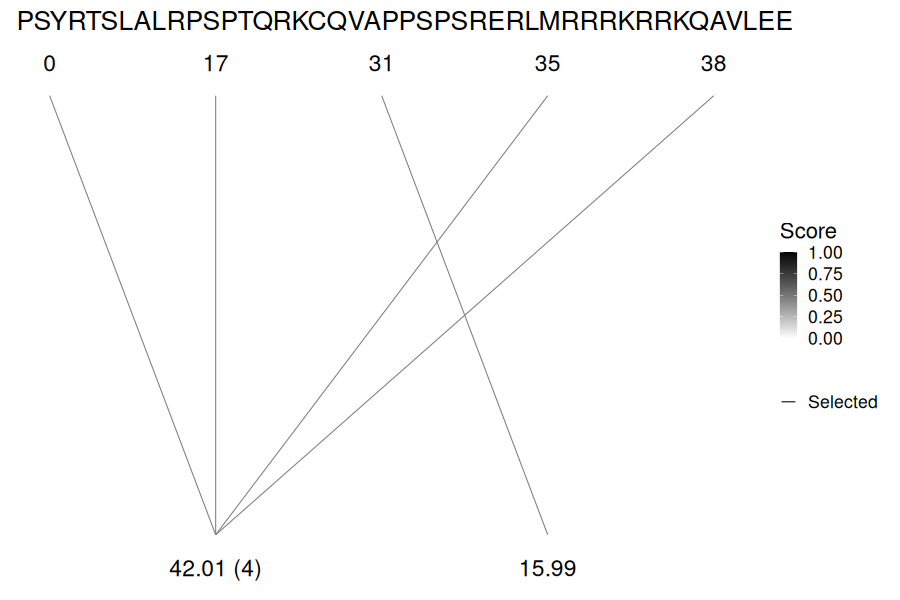 PSYRTSLALRPSPTQRKCQVAPPSPSRERLMRRRKRRKQAVLEE
0 17 31 35 38
Score
1.00
0.75
0.50
0.25
0.00
Selected
42.01 (4) 15.99